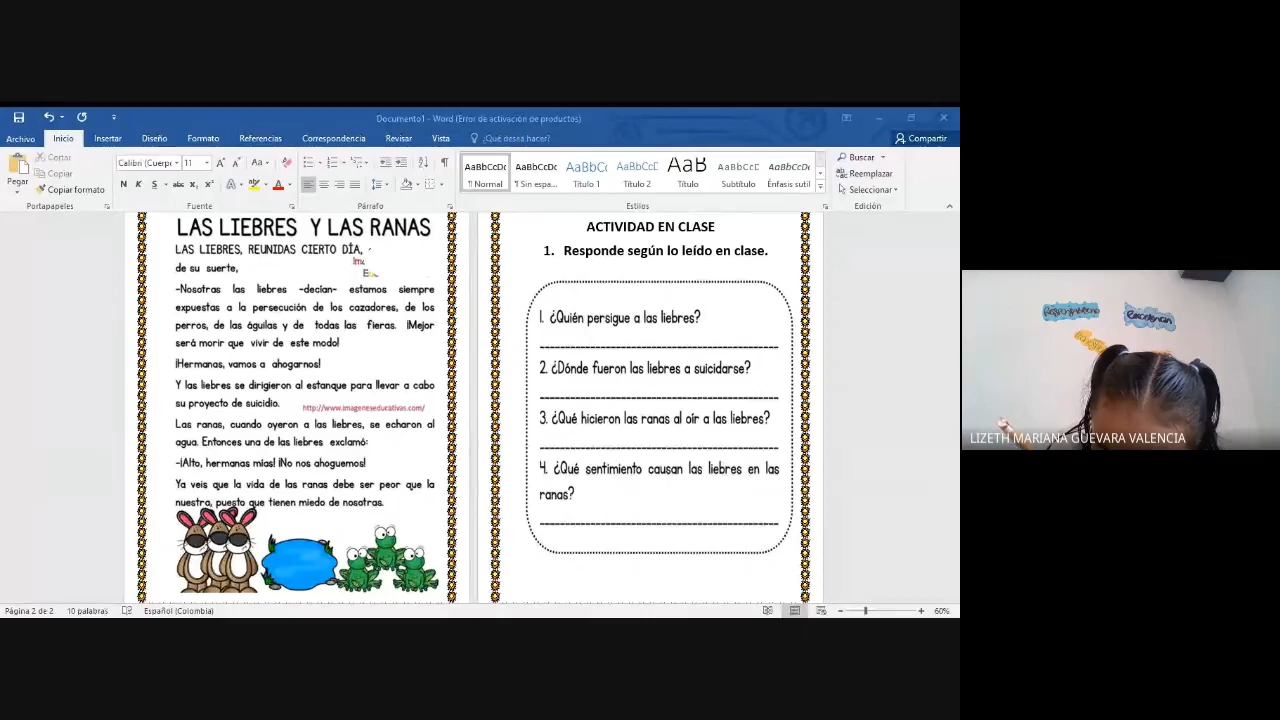 Documento1 - Word (Error de activación de productos)
Archivo Inicio Insertar Diseño Formato Referencias Correspondencia Revisar Vista ¿Qué desea hacer? Compartir
Pegar
Cortar
Copiar
Copiar formato
Portapapeles
Calibri (Cuerpo 11
N K S abc x₂ x²
Fuente
Párrafo
AaBbCcDc AaBbCcDc AaBbCc AaBbCcD AaB AaBbCcD AaBbCcDc
¶ Normal ¶ Sin espa... Título 1 Título 2 Título Subtítulo Énfasis sutil
Estilos
Buscar
Reemplazar
Seleccionar
Edición
LAS LIEBRES Y LAS RANAS
LAS LIEBRES, REUNIDAS CIERTO DÍA,
de su suerte,
-Nosotras las liebres -decían- estamos siempre
expuestas a la persecución de los cazadores, de los
perros, de las águilas y de todas las fieras. ¡Mejor
será morir que vivir de este modo!
¡Hermanas, vamos a ahogarnos!
Y las liebres se dirigieron al estanque para llevar a cabo
su proyecto de suicidio.
http://www.imageneseducativas.com/
Las ranas, cuando oyeron a las liebres, se echaron al
agua. Entonces una de las liebres exclamó:
-¡Alto, hermanas mías! ¡No nos ahoguemos!
Ya veis que la vida de las ranas debe ser peor que la
nuestra, puesto que tienen miedo de nosotras.
ACTIVIDAD EN CLASE
1. Responde según lo leído en clase.
1. ¿Quién persigue a las liebres?
2. ¿Dónde fueron las liebres a suicidarse?
3. ¿Qué hicieron las ranas al oír a las liebres?
4. ¿Qué sentimiento causan las liebres en las
ranas?
Página 2 de 2 10 palabras Español (Colombia) 60%
Excelencia
LIZETH MARIANA GUEVARA VALENCIA